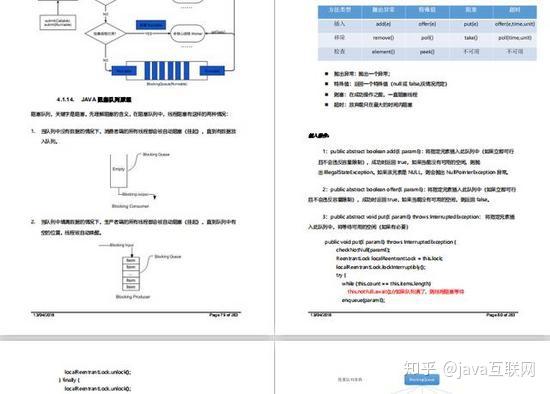 submit(Callable)
submit(Runnable)
YES
BlockingQueue(Runnable)
4.1.14. JAVA 阻塞队列原理
阻塞队列，关键字是阻塞，先理解阻塞的含义，在阻塞队列中，线程阻塞有这样的两种情况：
1. 当队列中没有数据的情况下，消费者端的所有线程都会被自动阻塞（挂起），直到有数据放
入队列。
Blocking Queue
Empty
Blocking output
Blocking Consumer
2. 当队列中填满数据的情况下，生产者端的所有线程都会被自动阻塞（挂起），直到队列中有
空的位置，线程被自动唤醒。
Blocking Input
Blocking Queue
Item
Item
...
Item
Item
Blocking Producer
13/04/2018
Page 79 of 283
方法类型 抛出异常 特殊值 阻塞 超时
插入 add(e) offer(e) put(e) offer(e,time,unit)
移除 remove() poll() take() poll(time,unit)
检查 element() peek() 不可用 不可用
抛出异常：抛出一个异常；
特殊值：返回一个特殊值（null 或 false,视情况而定）
则塞：在成功操作之前，一直阻塞线程
超时：放弃前只在最大的时间内阻塞
插入操作：
1：public abstract boolean add(E paramE)：将指定元素插入此队列中（如果立即可行
且不会违反容量限制），成功时返回 true，如果当前没有可用的空间，则抛
出 IllegalStateException。如果该元素是 NULL，则会抛出 NullPointerException 异常。
2：public abstract boolean offer(E paramE)：将指定元素插入此队列中（如果立即可行
且不会违反容量限制），成功时返回 true，如果当前没有可用的空间，则返回 false。
3：public abstract void put(E paramE) throws InterruptedException： 将指定元素插
入此队列中，将等待可用的空间（如果有必要）
public void put(E paramE) throws InterruptedException {
checkNotNull(paramE);
ReentrantLock localReentrantLock = this.lock;
localReentrantLock.lockInterruptibly();
try {
while (this.count == this.items.length)
this.notFull.await();//如果队列满了，则线程阻塞等待
enqueue(paramE);
13/04/2018
Page 80 of 283
localReentrantLock.unlock();
} finally {
localReentrantLock.unlock();
BlockingQueue
知乎 @java互联网